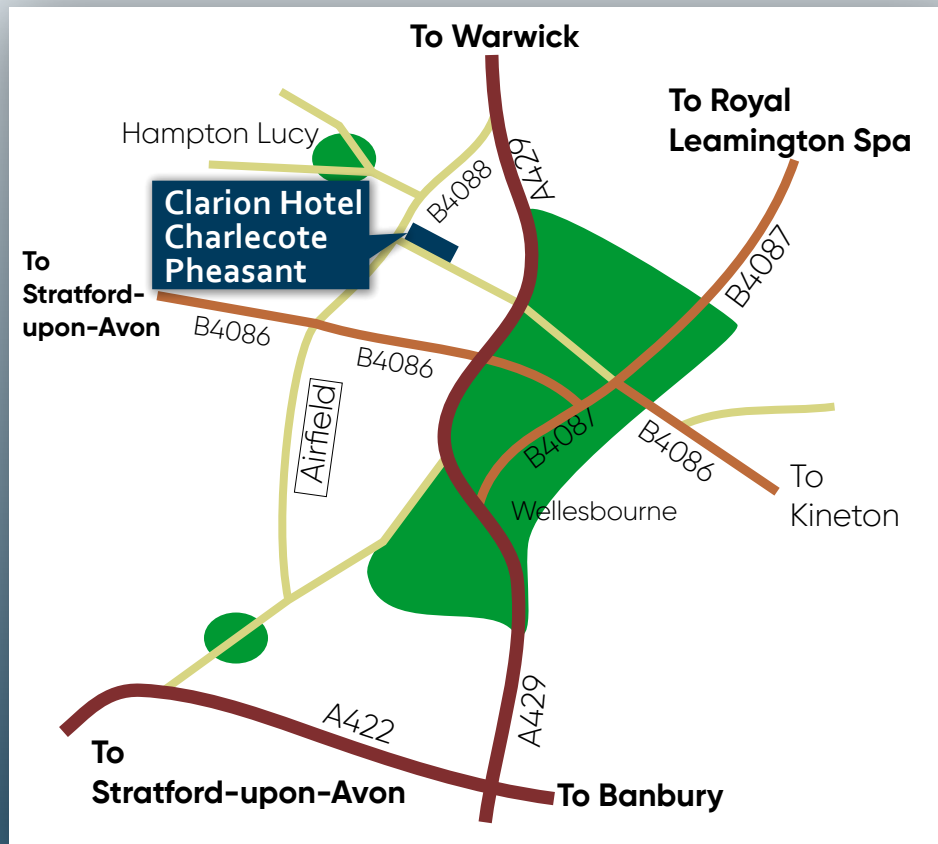 To Warwick
To Royal
Leamington Spa
Hampton Lucy
A429
B4088
Clarion Hotel
Charlecote
Pheasant
To
Stratford-
upon-Avon
B4087
B4086
B4086
Airfield
B4087
B4086
To
Kineton
Wellesbourne
A429
A422
To
Stratford-upon-Avon
To Banbury